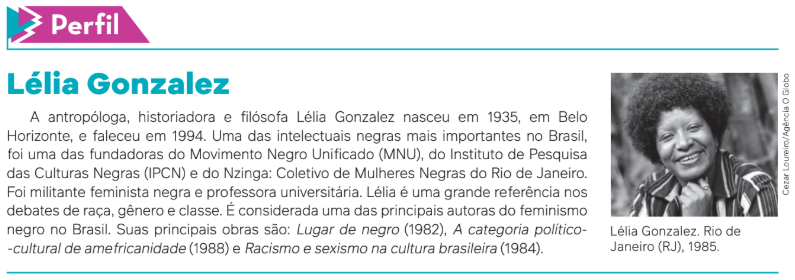 Perfil
Lélia Gonzalez
A antropóloga, historiadora e filósofa Lélia Gonzalez nasceu em 1935, em Belo
Horizonte, e faleceu em 1994. Uma das intelectuais negras mais importantes no Brasil,
foi uma das fundadoras do Movimento Negro Unificado (MNU), do Instituto de Pesquisa
das Culturas Negras (IPCN) e do Nzinga: Coletivo de Mulheres Negras do Rio de Janeiro.
Foi militante feminista negra e professora universitária. Lélia é uma grande referência nos
debates de raça, gênero e classe. É considerada uma das principais autoras do feminismo
negro no Brasil. Suas principais obras são: Lugar de negro (1982), A categoria político-
-cultural de amefricanidade (1988) e Racismo e sexismo na cultura brasileira (1984).
Cezar Loureiro/Agência O Globo
Lélia Gonzalez. Rio de
Janeiro (RJ), 1985.